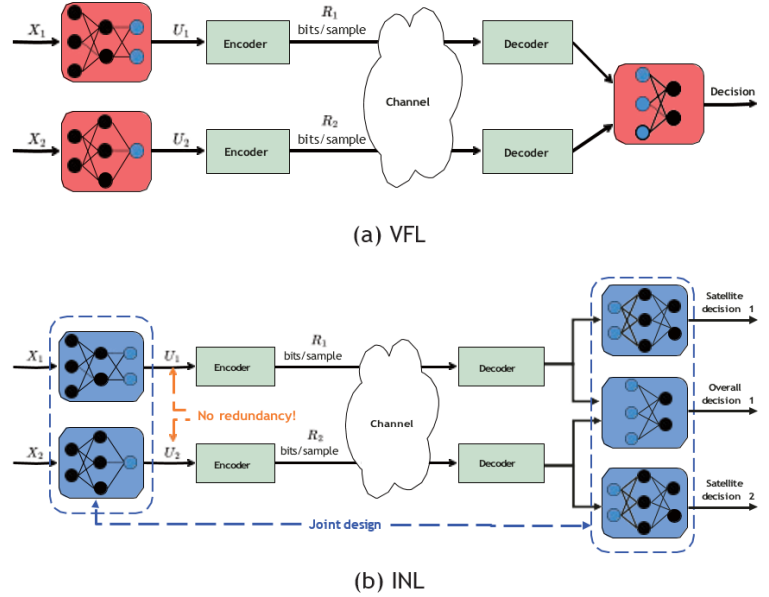 X₁
U₁
Encoder
R₁
bits/sample
Decoder
Channel
Decision
X₂
U₂
Encoder
R₂
bits/sample
Decoder
(a) VFL
Satellite
decision 1
X₁
U₁
Encoder
R₁
bits/sample
Decoder
No redundancy!
Channel
Overall
decision 1
X₂
U₂
Encoder
R₂
bits/sample
Decoder
Satellite
decision 2
Joint design
(b) INL